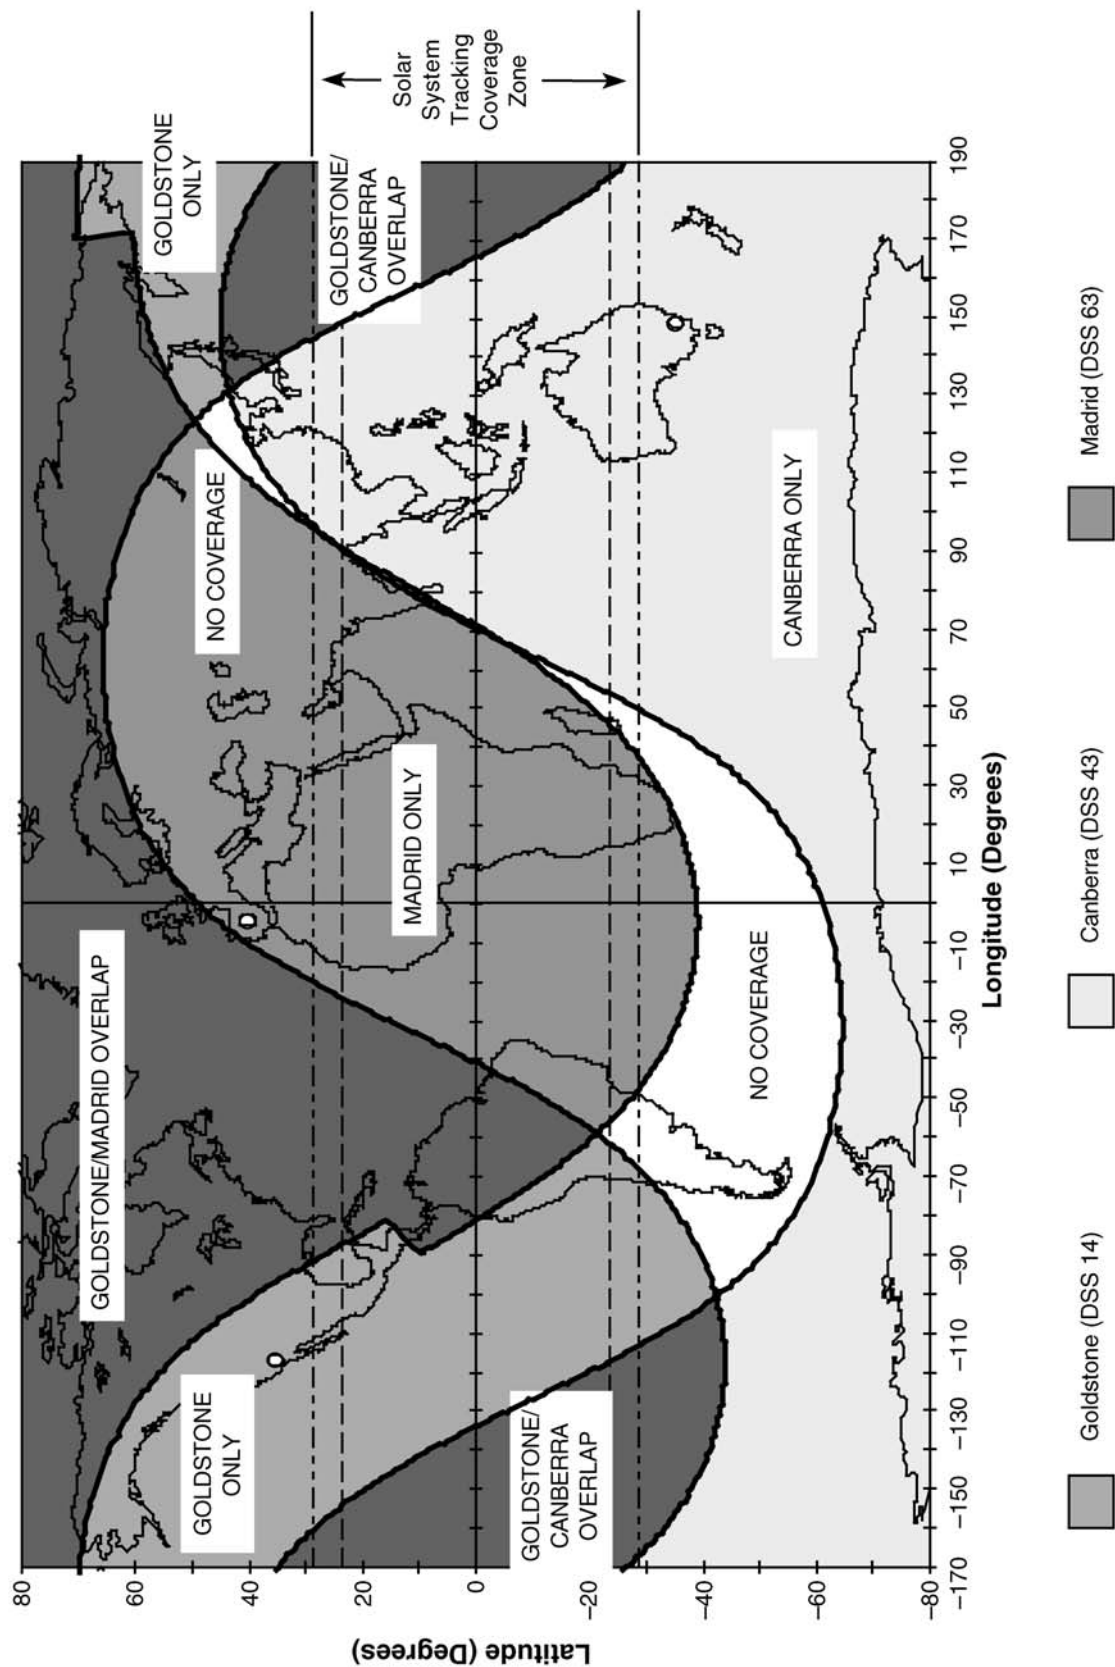 Solar
System
Tracking
Coverage
Zone
GOLDSTONE/MADRID OVERLAP
GOLDSTONE
ONLY
GOLDSTONE
ONLY
NO COVERAGE
GOLDSTONE/
CANBERRA
OVERLAP
MADRID ONLY
GOLDSTONE/
CANBERRA
OVERLAP
NO COVERAGE
CANBERRA ONLY
80
60
40
20
0
−20
−40
−60
−80
Latitude (Degrees)
−170
−150
−130
−110
−90
−70
−50
−30
−10
10
30
50
70
90
110
130
150
170
190
Longitude (Degrees)
Goldstone (DSS 14)
Canberra (DSS 43)
Madrid (DSS 63)